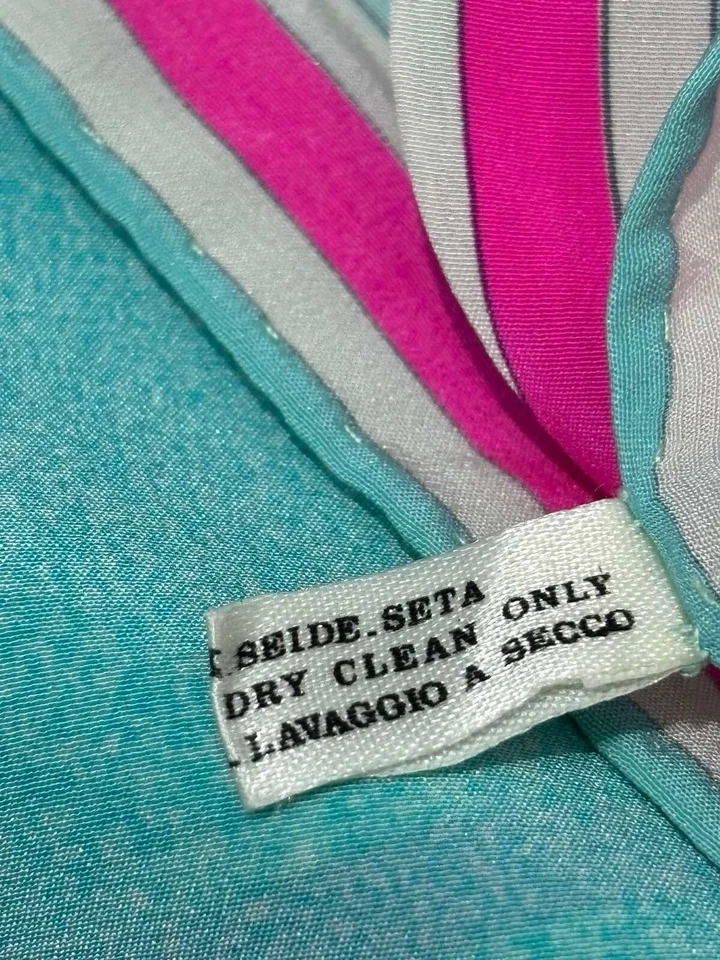 SEIDE.SETA
DRY CLEAN ONLY
LAVAGGIO A SECCO